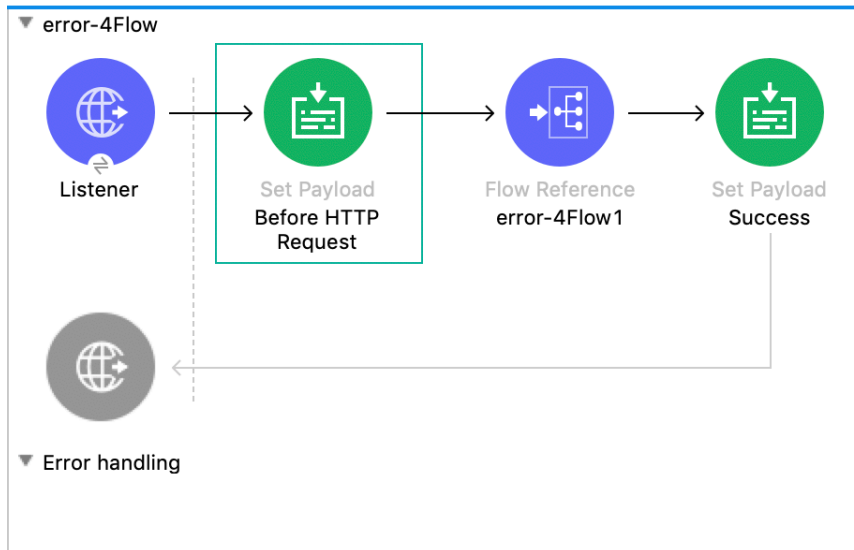 error-4Flow
Listener
Set Payload
Before HTTP
Request
Flow Reference
error-4Flow1
Set Payload
Success
Error handling